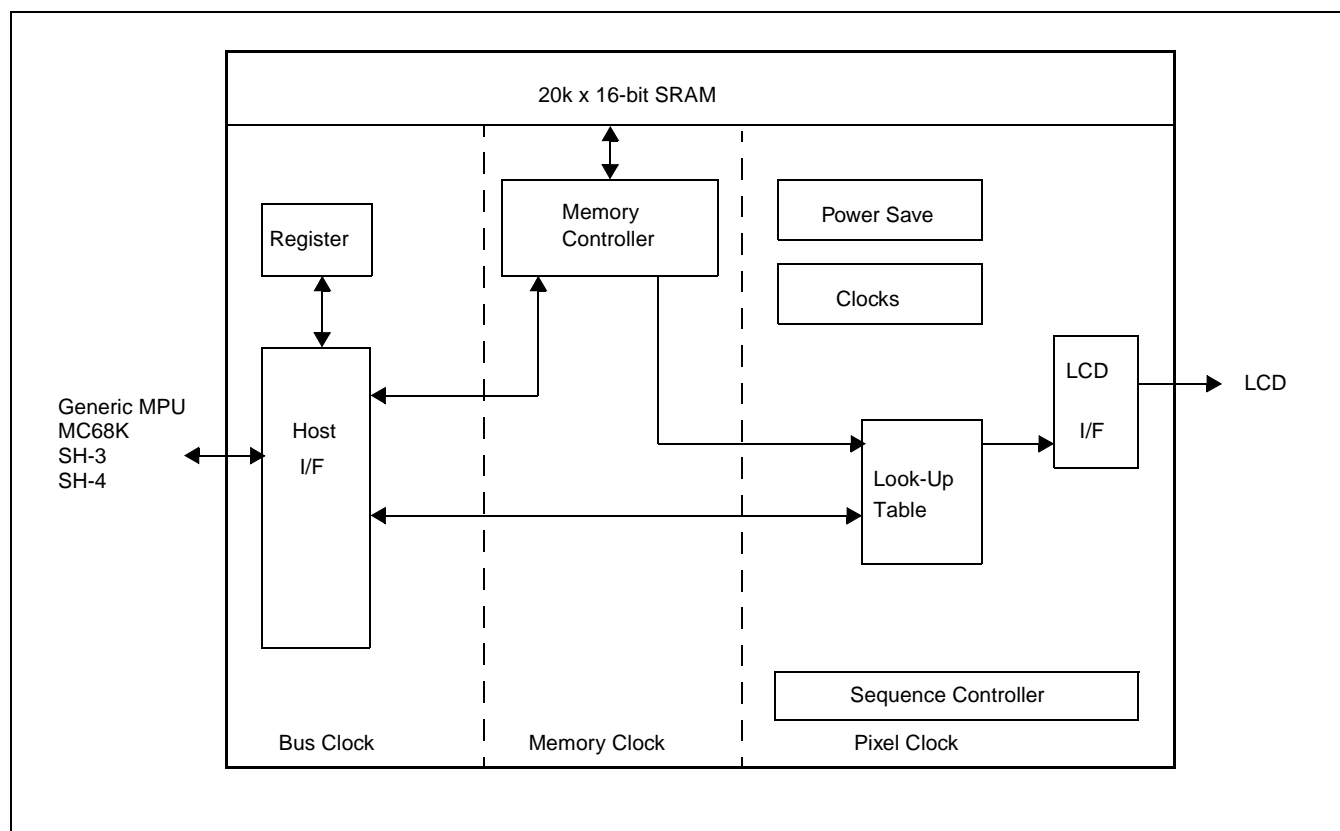 20k x 16-bit SRAM
Register
Memory
Controller
Power Save
Clocks
Generic MPU
MC68K
SH-3
SH-4
Host
I/F
Look-Up
Table
LCD
I/F
LCD
Sequence Controller
Bus Clock
Memory Clock
Pixel Clock